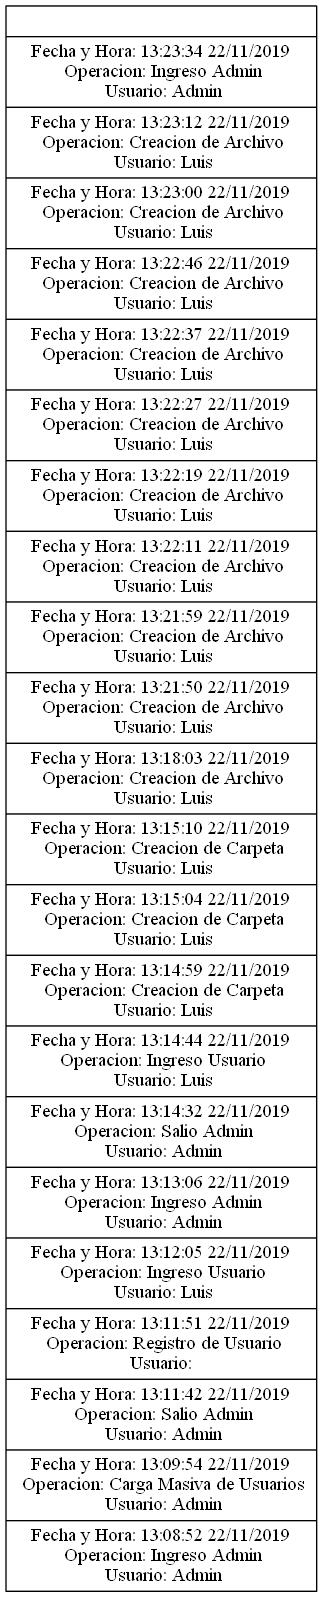 Fecha y Hora: 13:23:34 22/11/2019
Operacion: Ingreso Admin
Usuario: Admin
Fecha y Hora: 13:23:12 22/11/2019
Operacion: Creacion de Archivo
Usuario: Luis
Fecha y Hora: 13:23:00 22/11/2019
Operacion: Creacion de Archivo
Usuario: Luis
Fecha y Hora: 13:22:46 22/11/2019
Operacion: Creacion de Archivo
Usuario: Luis
Fecha y Hora: 13:22:37 22/11/2019
Operacion: Creacion de Archivo
Usuario: Luis
Fecha y Hora: 13:22:27 22/11/2019
Operacion: Creacion de Archivo
Usuario: Luis
Fecha y Hora: 13:22:19 22/11/2019
Operacion: Creacion de Archivo
Usuario: Luis
Fecha y Hora: 13:22:11 22/11/2019
Operacion: Creacion de Archivo
Usuario: Luis
Fecha y Hora: 13:21:59 22/11/2019
Operacion: Creacion de Archivo
Usuario: Luis
Fecha y Hora: 13:21:50 22/11/2019
Operacion: Creacion de Archivo
Usuario: Luis
Fecha y Hora: 13:18:03 22/11/2019
Operacion: Creacion de Archivo
Usuario: Luis
Fecha y Hora: 13:15:10 22/11/2019
Operacion: Creacion de Carpeta
Usuario: Luis
Fecha y Hora: 13:15:04 22/11/2019
Operacion: Creacion de Carpeta
Usuario: Luis
Fecha y Hora: 13:14:59 22/11/2019
Operacion: Creacion de Carpeta
Usuario: Luis
Fecha y Hora: 13:14:44 22/11/2019
Operacion: Ingreso Usuario
Usuario: Luis
Fecha y Hora: 13:14:32 22/11/2019
Operacion: Salio Admin
Usuario: Admin
Fecha y Hora: 13:13:06 22/11/2019
Operacion: Ingreso Admin
Usuario: Admin
Fecha y Hora: 13:12:05 22/11/2019
Operacion: Ingreso Usuario
Usuario: Luis
Fecha y Hora: 13:11:51 22/11/2019
Operacion: Registro de Usuario
Usuario:
Fecha y Hora: 13:11:42 22/11/2019
Operacion: Salio Admin
Usuario: Admin
Fecha y Hora: 13:09:54 22/11/2019
Operacion: Carga Masiva de Usuarios
Usuario: Admin
Fecha y Hora: 13:08:52 22/11/2019
Operacion: Ingreso Admin
Usuario: Admin